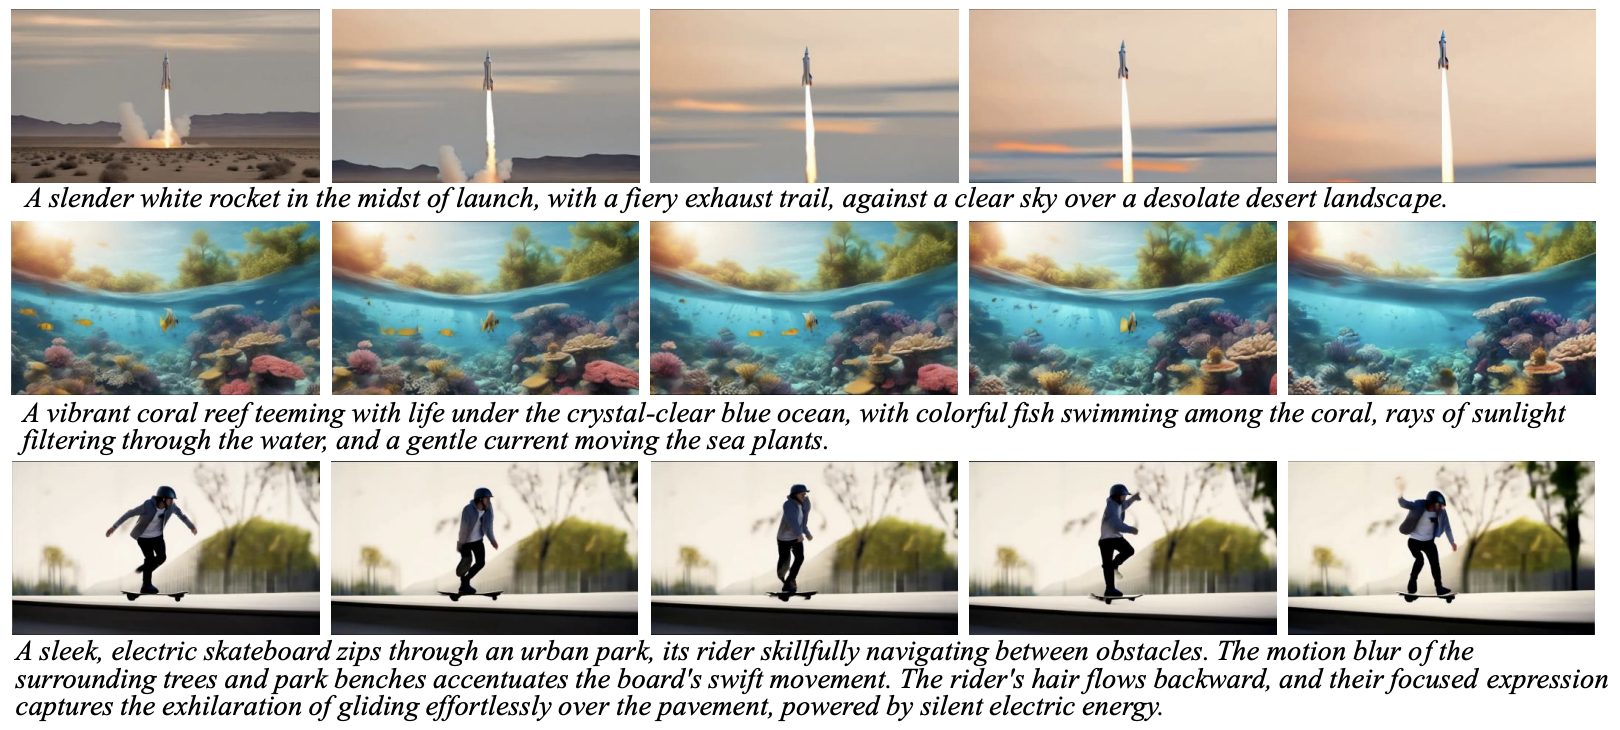 A slender white rocket in the midst of launch, with a fiery exhaust trail, against a clear sky over a desolate desert landscape.
A vibrant coral reef teeming with life under the crystal-clear blue ocean, with colorful fish swimming among the coral, rays of sunlight
filtering through the water, and a gentle current moving the sea plants.
A sleek, electric skateboard zips through an urban park, its rider skillfully navigating between obstacles. The motion blur of the
surrounding trees and park benches accentuates the board's swift movement. The rider's hair flows backward, and their focused expression
captures the exhilaration of gliding effortlessly over the pavement, powered by silent electric energy.